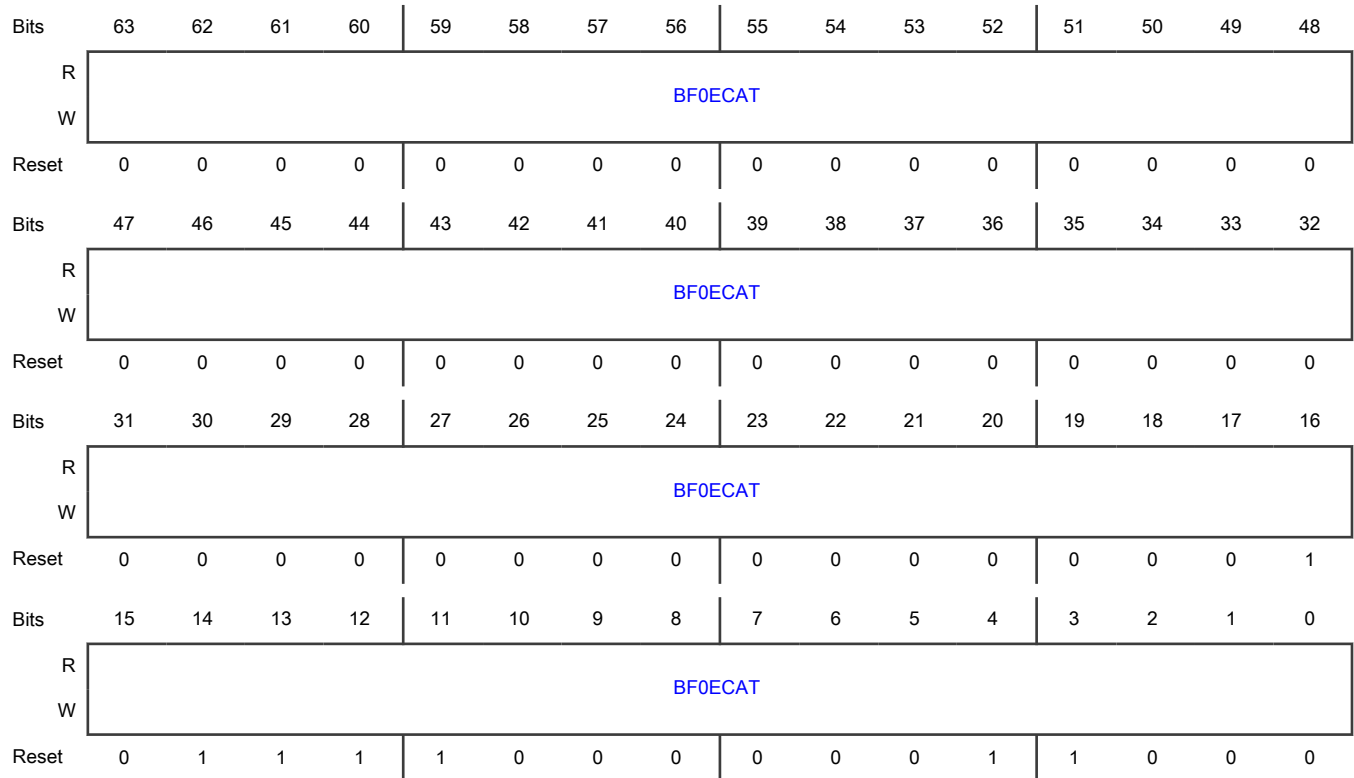 Bits 63 62 61 60 59 58 57 56 55 54 53 52 51 50 49 48
R
BF0ECAT
W
Reset 0 0 0 0 0 0 0 0 0 0 0 0 0 0 0 0
Bits 47 46 45 44 43 42 41 40 39 38 37 36 35 34 33 32
R
BF0ECAT
W
Reset 0 0 0 0 0 0 0 0 0 0 0 0 0 0 0 0
Bits 31 30 29 28 27 26 25 24 23 22 21 20 19 18 17 16
R
BF0ECAT
W
Reset 0 0 0 0 0 0 0 0 0 0 0 0 0 0 0 1
Bits 15 14 13 12 11 10 9 8 7 6 5 4 3 2 1 0
R
BF0ECAT
W
Reset 0 1 1 1 1 0 0 0 0 0 0 1 1 0 0 0